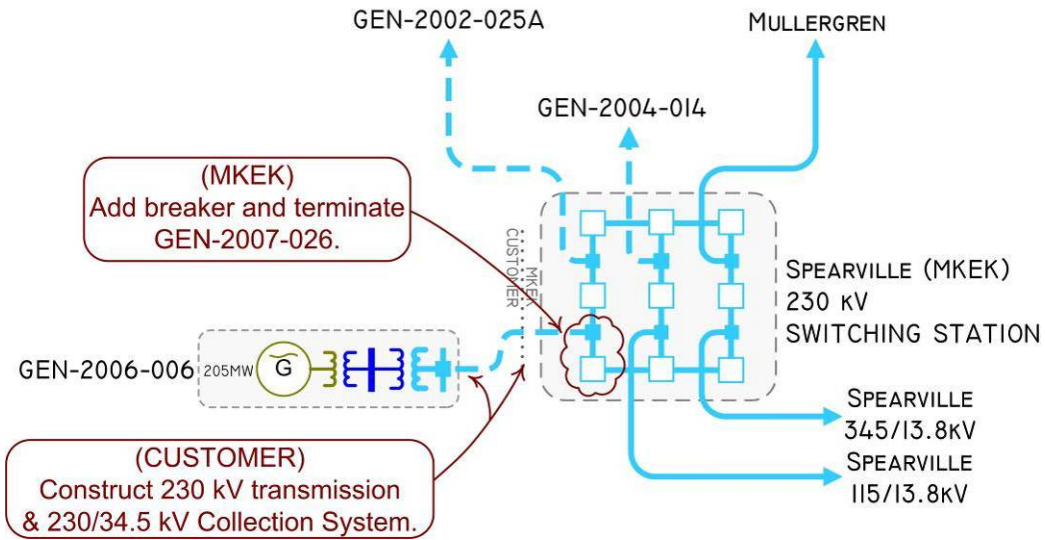 GEN-2002-025A
MULLERGREN
GEN-2004-014
(MKEK)
Add breaker and terminate
GEN-2007-026.
CUSTOMER
MKEK
SPEARVILLE (MKEK)
230 KV
SWITCHING STATION
GEN-2006-006
205MW
G
SPEARVILLE
345/13.8KV
SPEARVILLE
115/13.8KV
(CUSTOMER)
Construct 230 kV transmission
& 230/34.5 kV Collection System.